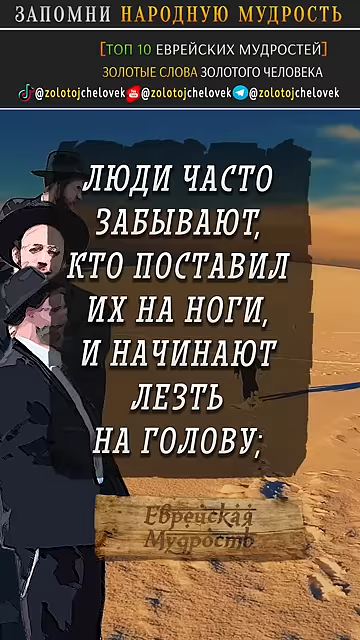 ЗАПОМНИ НАРОДНУЮ МУДРОСТЬ
[ТОП 10 ЕВРЕЙСКИХ МУДРОСТЕЙ]
ЗОЛОТЫЕ СЛОВА ЗОЛОТОГО ЧЕЛОВЕКА
@zolotojchelovek @zolotojchelovek @zolotojchelovek
ЛЮДИ ЧАСТО
ЗАБЫВАЮТ,
КТО ПОСТАВИЛ
ИХ НА НОГИ,
И НАЧИНАЮТ
ЛЕЗТЬ
НА ГОЛОВУ;
Еврейская
Мудрость